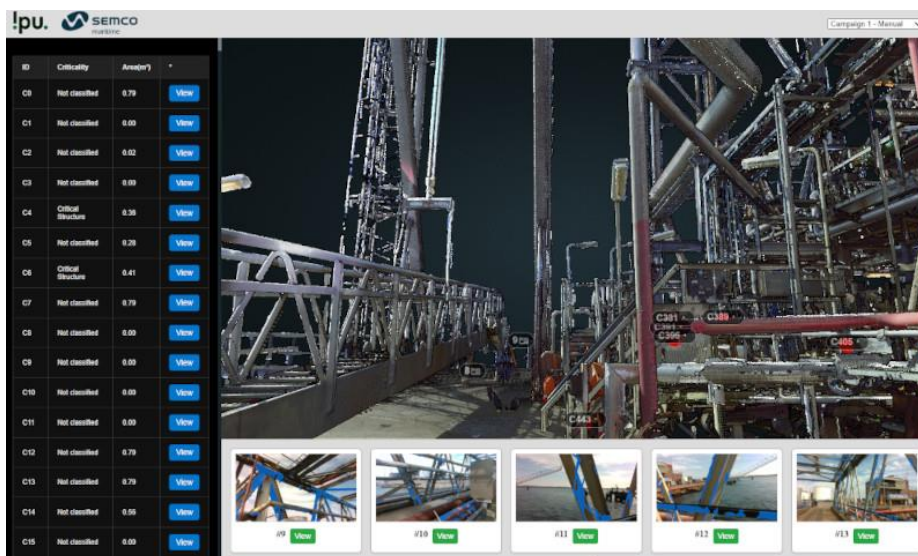 !pu. semco
maritime
Campaign 1 - Manual
ID Criticality Area(m²)
C0 Not classified 0.79 View
C1 Not classified 0.00 View
C2 Not classified 0.02 View
C3 Not classified 0.00 View
C4 Critical Structure 0.36 View
C5 Not classified 0.28 View
C6 Critical Structure 0.41 View
C7 Not classified 0.79 View
C8 Not classified 0.00 View
C9 Not classified 0.00 View
C10 Not classified 0.00 View
C11 Not classified 0.00 View
C12 Not classified 0.79 View
C13 Not classified 0.79 View
C14 Not classified 0.56 View
C15 Not classified 0.00 View
C381 C389
C396
C405
9
8
C443
#9 View
#10 View
#11 View
#12 View
#13 View